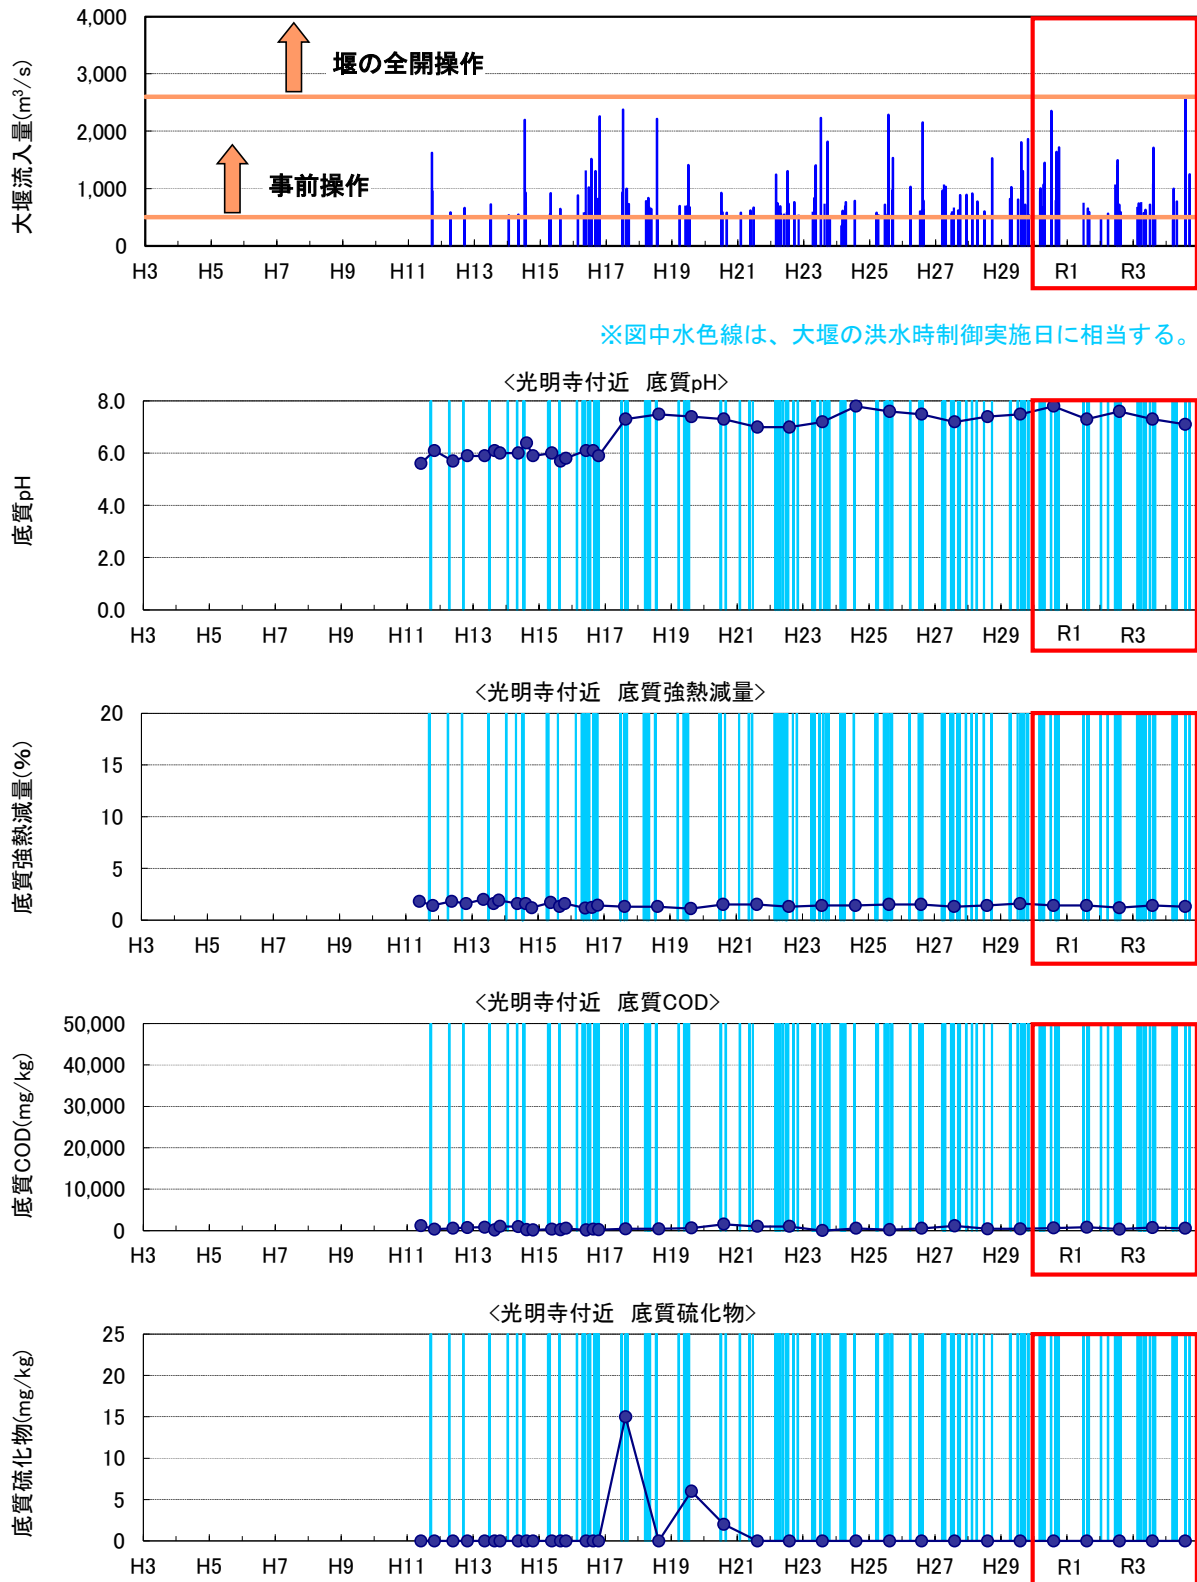 4,000
3,000
2,000
1,000
0
大堰流入量(m³/s)
堰の全開操作
事前操作
H3 H5 H7 H9 H11 H13 H15 H17 H19 H21 H23 H25 H27 H29 R1 R3
※図中水色線は、大堰の洪水時制御実施日に相当する。
<光明寺付近 底質pH>
8.0
6.0
4.0
2.0
0.0
底質pH
H3 H5 H7 H9 H11 H13 H15 H17 H19 H21 H23 H25 H27 H29 R1 R3
<光明寺付近 底質強熱減量>
20
15
10
5
0
底質強熱減量(%)
H3 H5 H7 H9 H11 H13 H15 H17 H19 H21 H23 H25 H27 H29 R1 R3
<光明寺付近 底質COD>
50,000
40,000
30,000
20,000
10,000
0
底質COD(mg/kg)
H3 H5 H7 H9 H11 H13 H15 H17 H19 H21 H23 H25 H27 H29 R1 R3
<光明寺付近 底質硫化物>
25
20
15
10
5
0
底質硫化物(mg/kg)
H3 H5 H7 H9 H11 H13 H15 H17 H19 H21 H23 H25 H27 H29 R1 R3